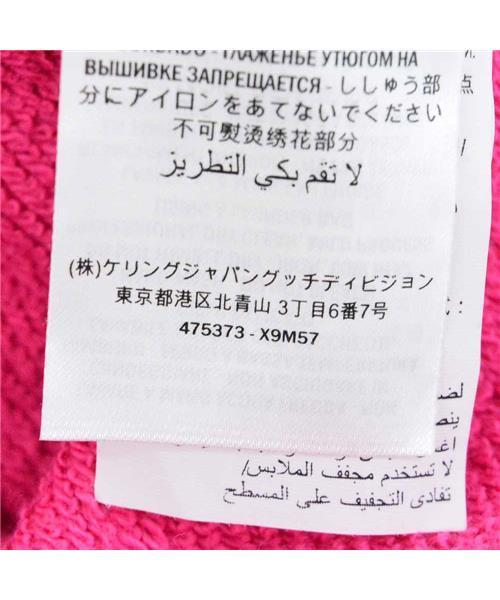 ГЛАЖЕНЬЕ УТЮГОМ НА
ВЫШИВКЕ ЗАПРЕЩАЕТСЯ - ししゅう部
分にアイロンをあてないでください
不可熨烫绣花部分
لا تقم بكي التطريز
(株)ケリングジャパングッチディビジョン
東京都港区北青山 3丁目6番7号
475373 - X9M57
点
لا تستخدم مجفف الملابس/
تفادى التجفيف على المسطح